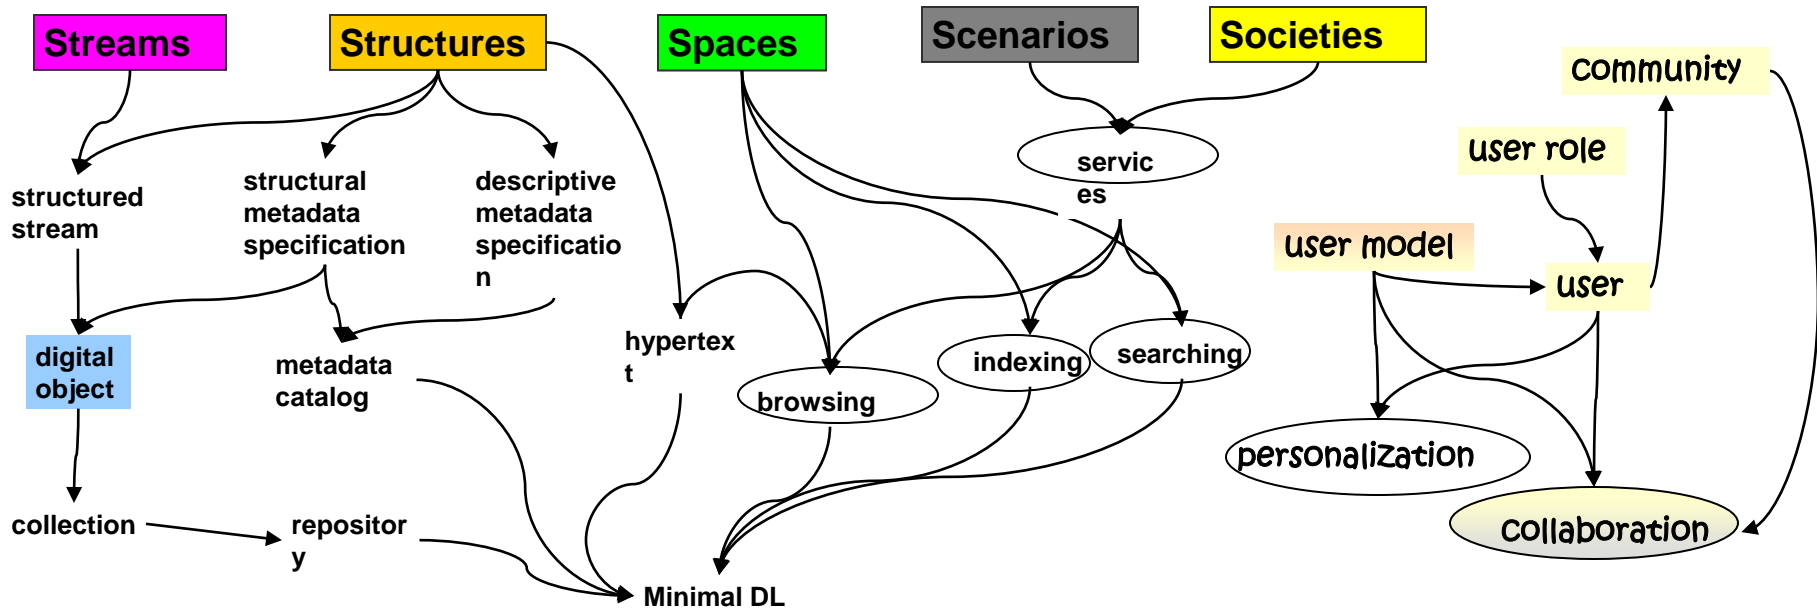 Streams
Structures
Spaces
Scenarios
Societies
community
user role
servic
es
structured
stream
structural
metadata
specification
descriptive
metadata
specificatio
n
user model
user
digital
object
metadata
catalog
hypertex
t
browsing
indexing
searching
personalization
collection
repositor
y
collaboration
Minimal DL